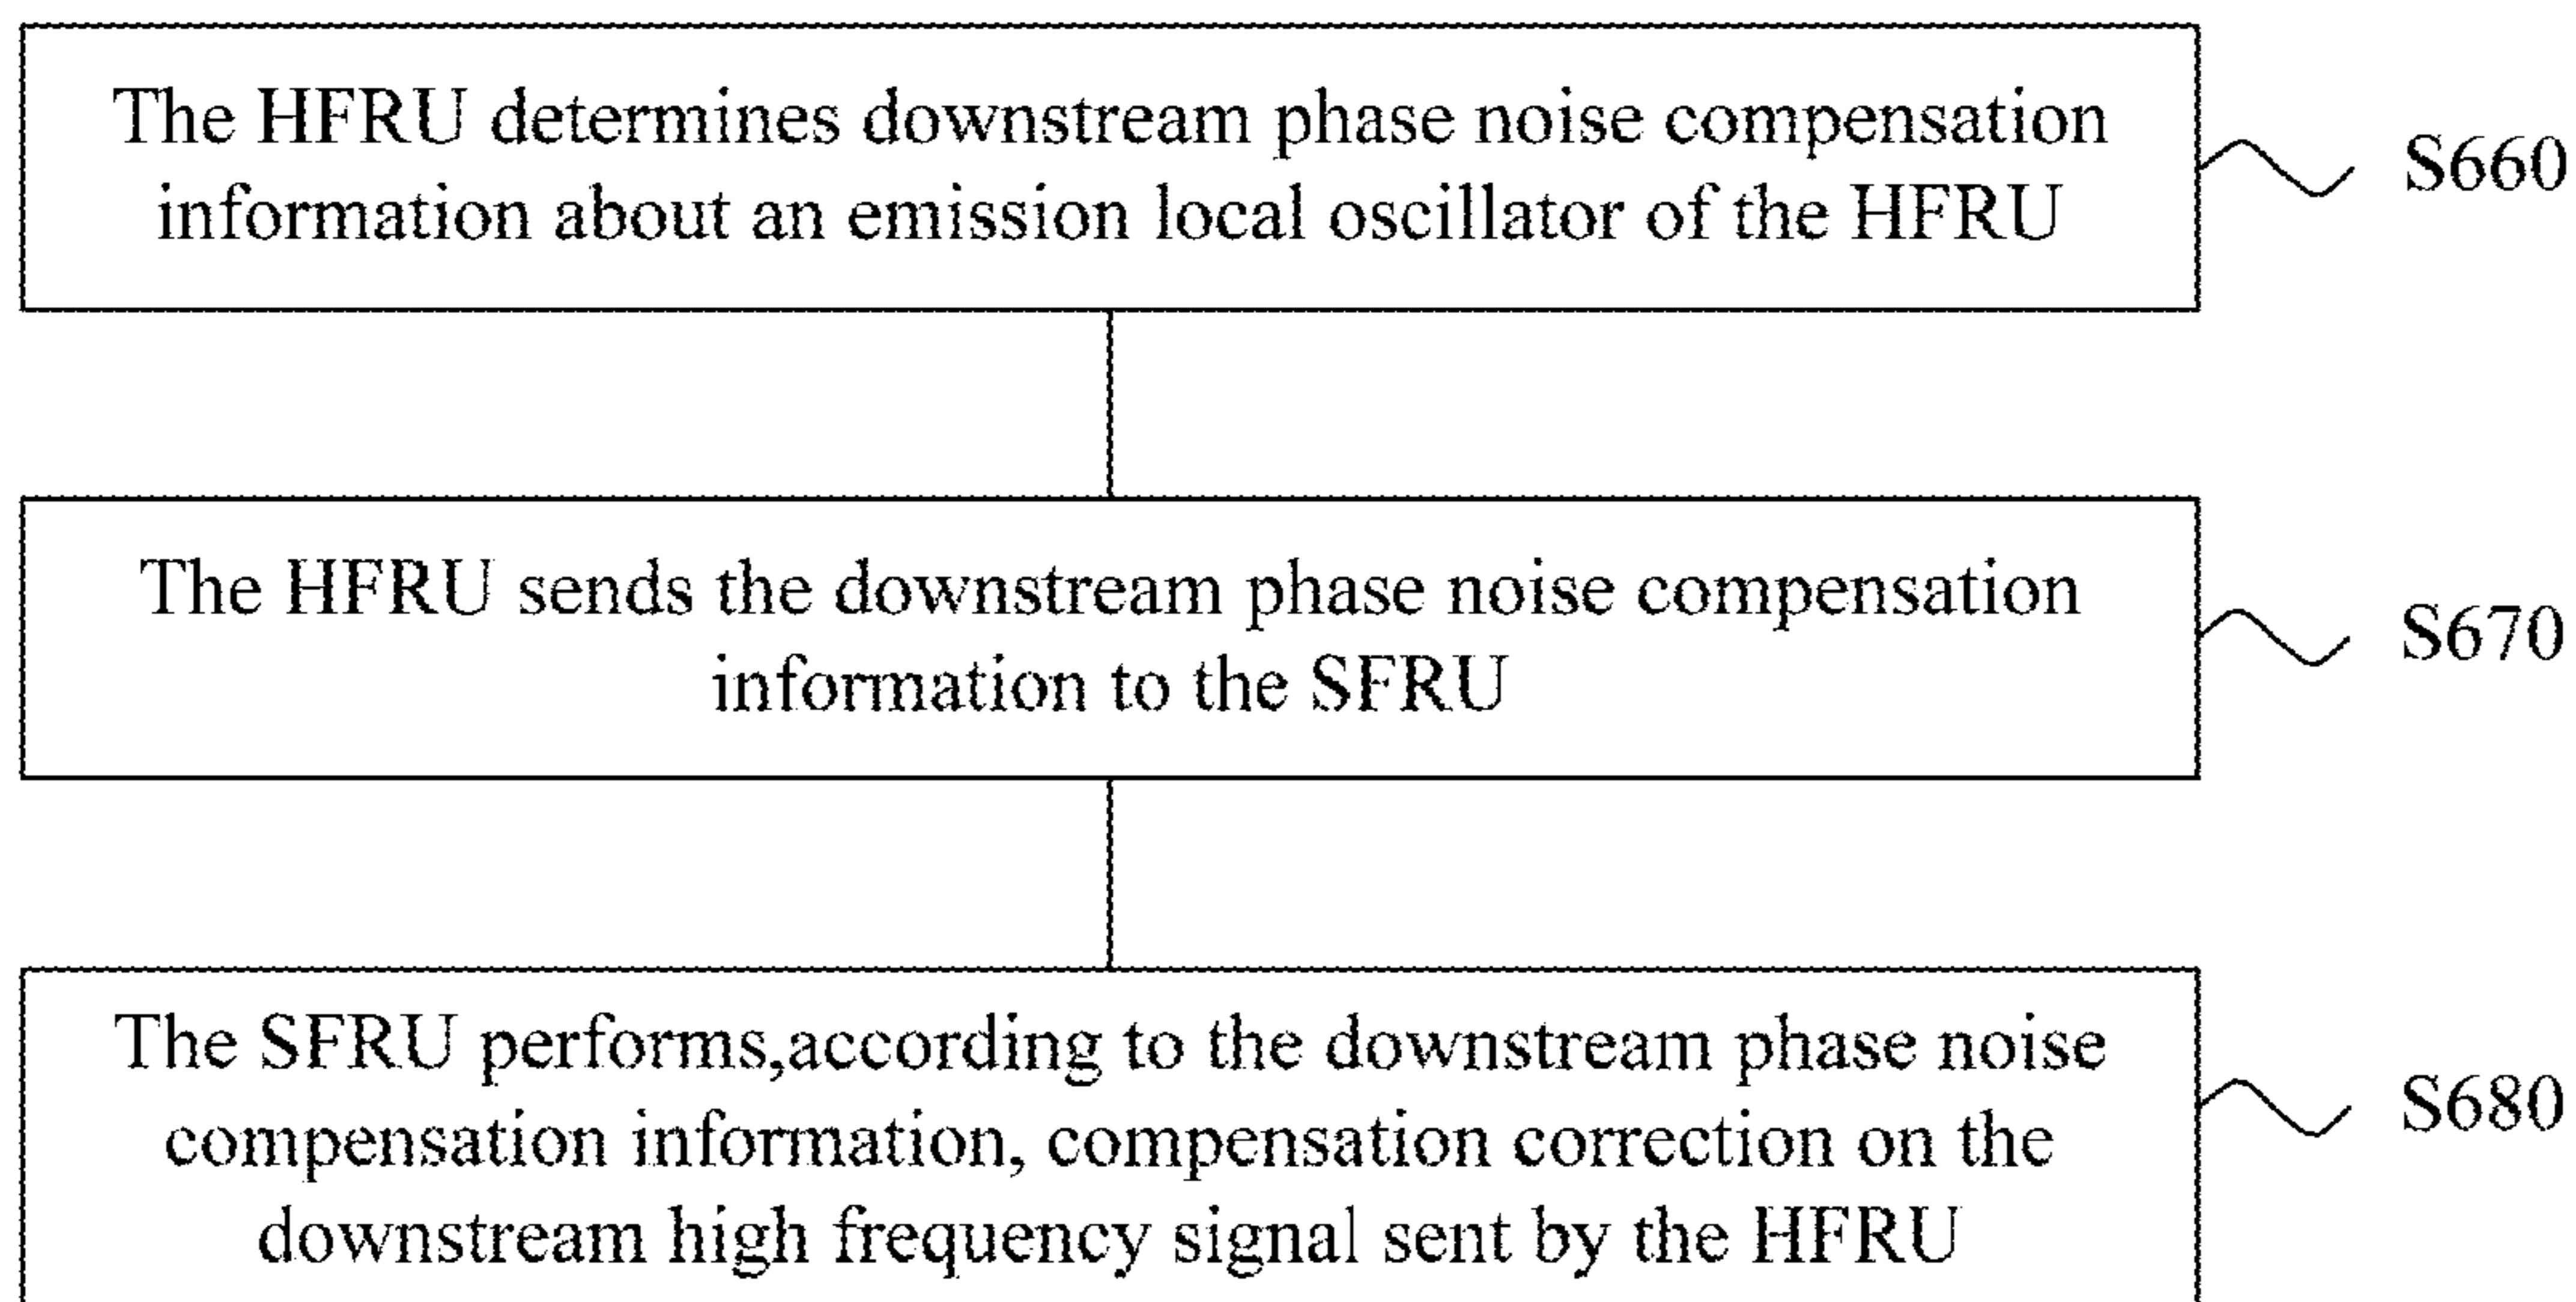 The HFRU determines downstream phase noise compensation
information about an emission local oscillator of the HFRU
S660
The HFRU sends the downstream phase noise compensation
information to the SFRU
S670
The SFRU performs,according to the downstream phase noise
compensation information, compensation correction on the
downstream high frequency signal sent by the HFRU
S680